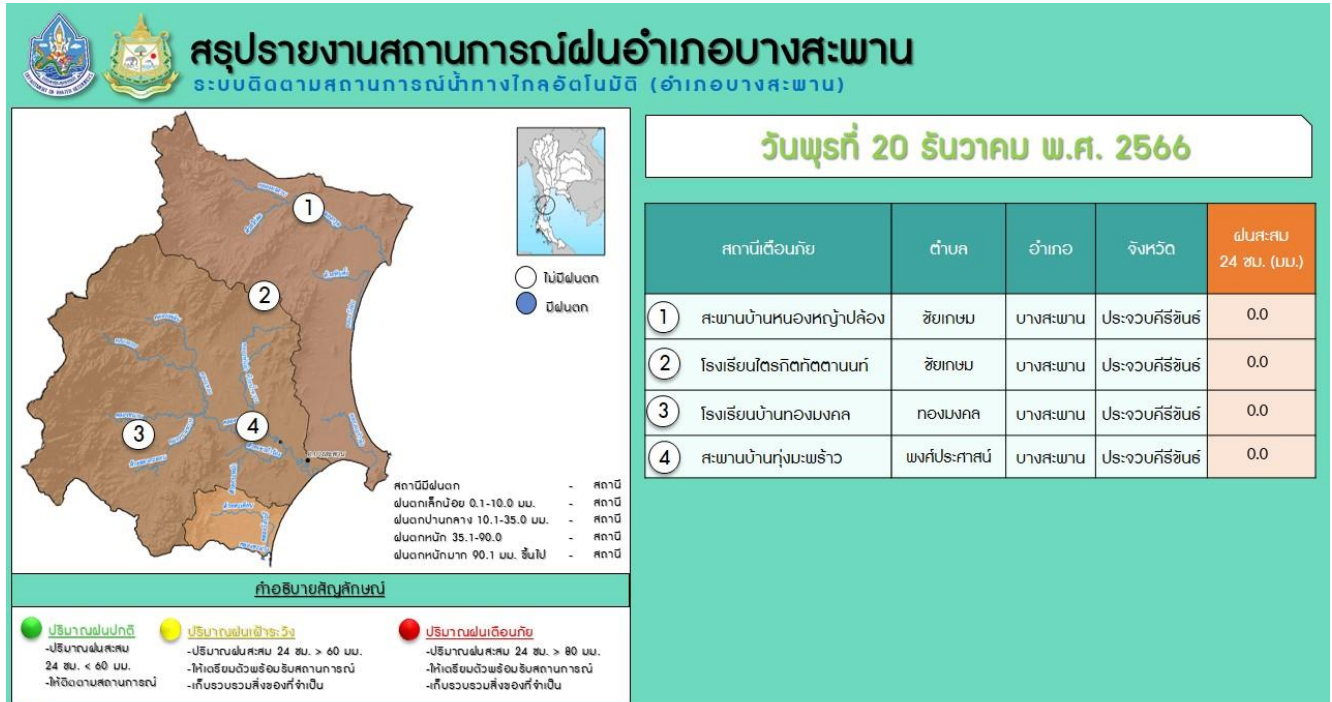 สรุปรายงานสถานการณ์ฝนอำเภอบางสะพาน
ระบบติดตามสถานการณ์น้ำทางไกลอัตโนมัติ (อำเภอบางสะพาน)
วันพุธที่ 20 ธันวาคม พ.ศ. 2566
1
2
3
4
ไม่มีฝนตก
มีฝนตก
สถานีมีฝนตก - สถานี
ฝนตกเล็กน้อย 0.1-10.0 มม. - สถานี
ฝนตกปานกลาง 10.1-35.0 มม. - สถานี
ฝนตกหนัก 35.1-90.0 - สถานี
ฝนตกหนักมาก 90.1 มม. ขึ้นไป - สถานี
คำอธิบายสัญลักษณ์
ปริมาณฝนปกติ
-ปริมาณฝนสะสม
24 ชม. < 60 มม.
-ให้ติดตามสถานการณ์
ปริมาณฝนเฝ้าระวัง
-ปริมาณฝนสะสม 24 ชม. > 60 มม.
-ให้เตรียมตัวพร้อมรับสถานการณ์
-เก็บรวบรวมสิ่งของที่จำเป็น
ปริมาณฝนเตือนภัย
-ปริมาณฝนสะสม 24 ชม. > 80 มม.
-ให้เตรียมตัวพร้อมรับสถานการณ์
-เก็บรวบรวมสิ่งของที่จำเป็น
สถานีเตือนภัย ตำบล อำเภอ จังหวัด ฝนสะสม 24 ชม. (มม.)
1 สะพานบ้านหนองหญ้าปล้อง ชัยเกษม บางสะพาน ประจวบคีรีขันธ์ 0.0
2 โรงเรียนไตรกิตทัตตานนท์ ชัยเกษม บางสะพาน ประจวบคีรีขันธ์ 0.0
3 โรงเรียนบ้านทองมงคล ทองมงคล บางสะพาน ประจวบคีรีขันธ์ 0.0
4 สะพานบ้านทุ่งมะพร้าว พงศ์ประศาสน์ บางสะพาน ประจวบคีรีขันธ์ 0.0